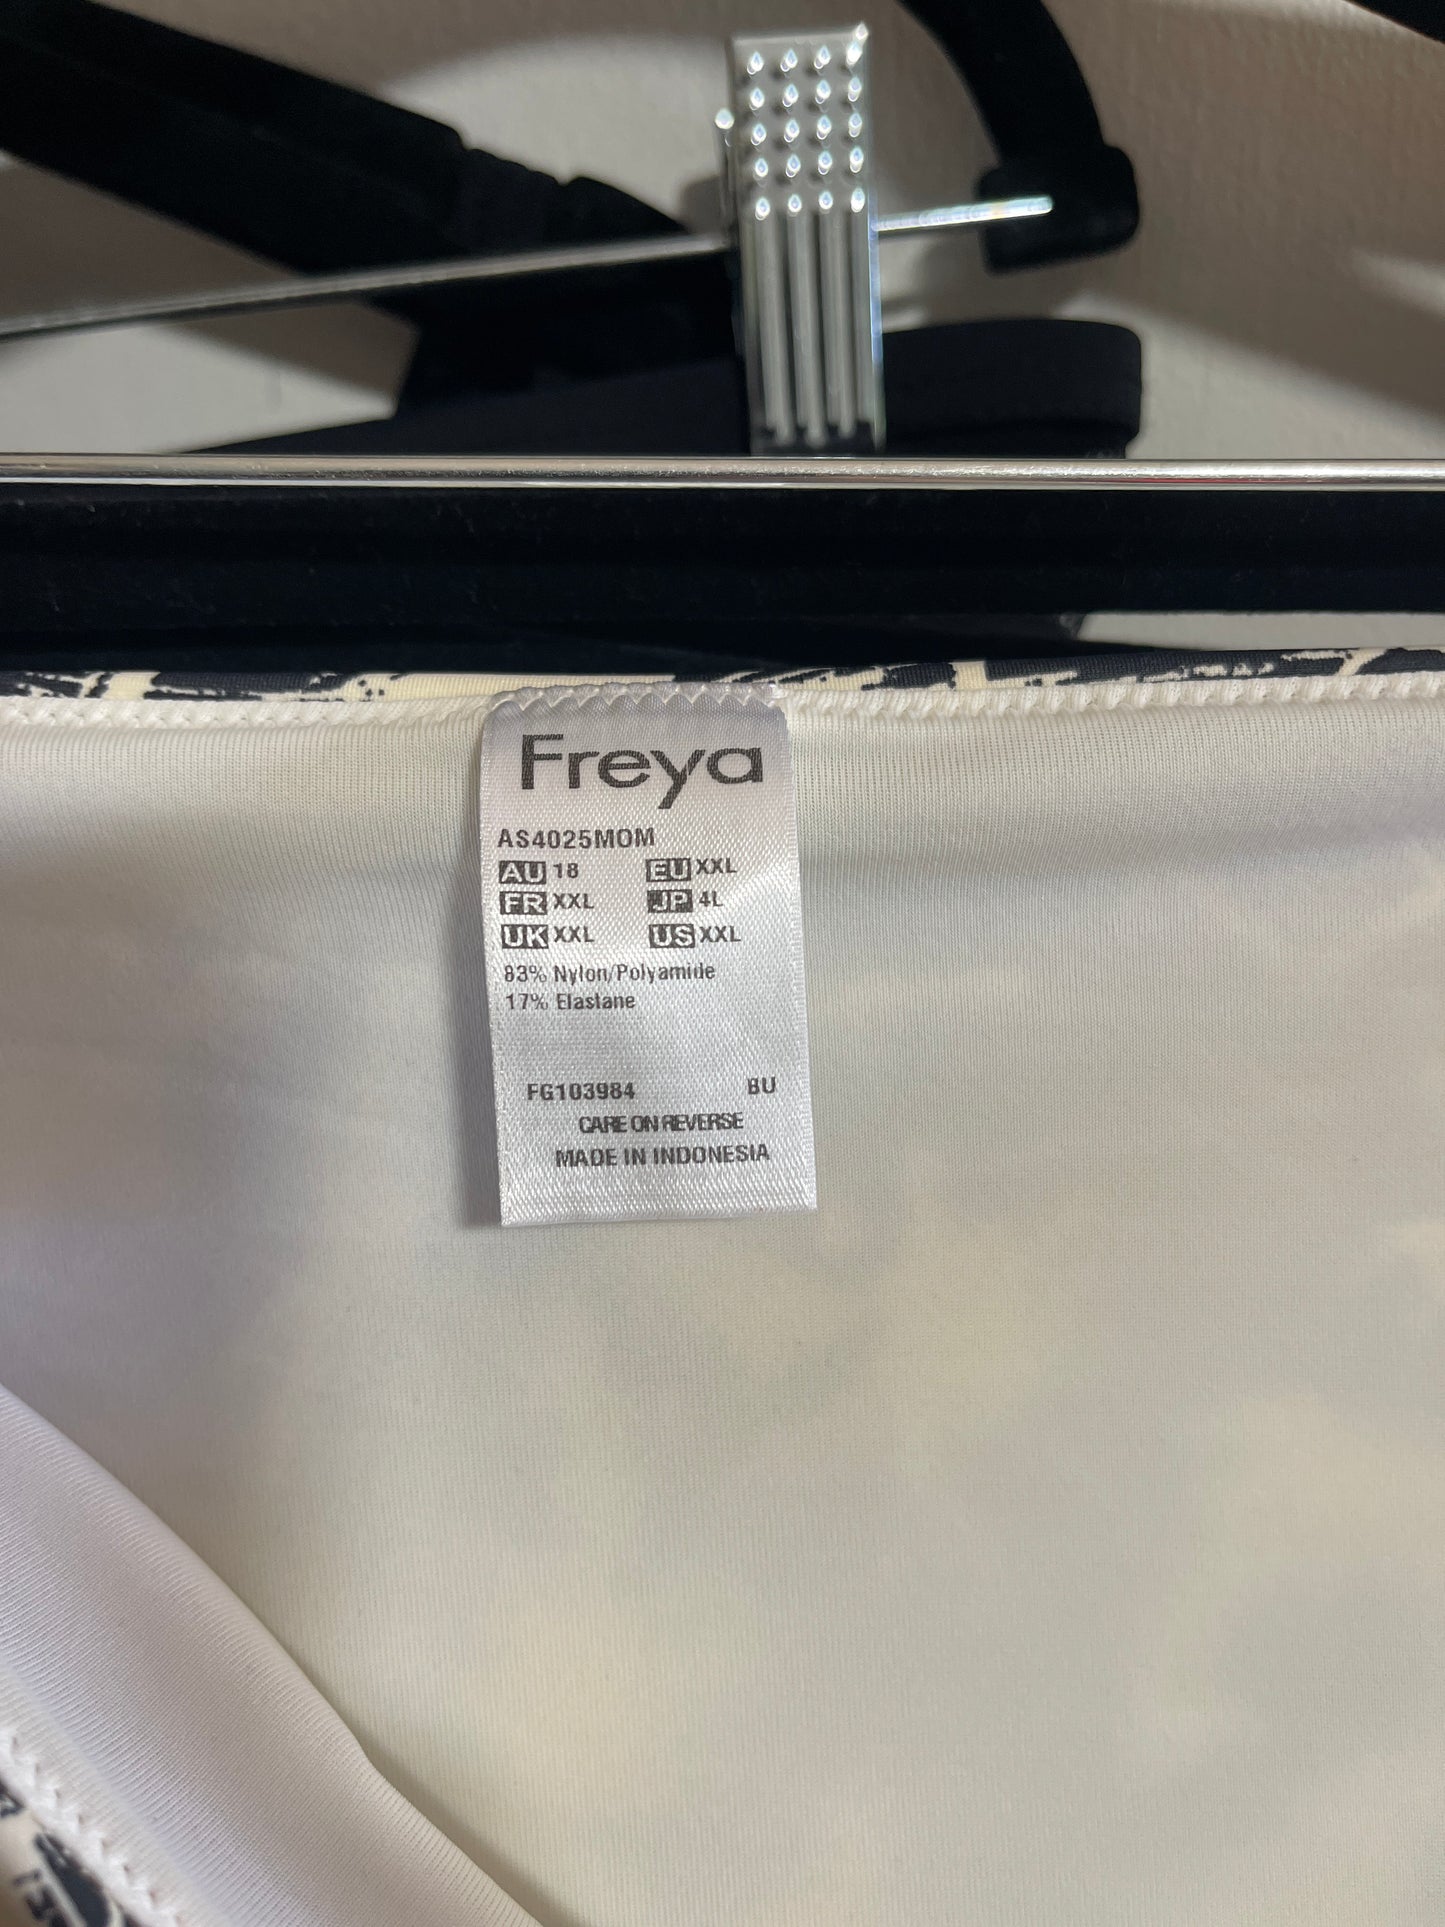 Freya
AS4025MOM
AU 18 EU XXL
FR XXL JP 4L
UK XXL US XXL
83% Nylon/Polyamide
17% Elastane
FG103984 BU
CARE ON REVERSE
MADE IN INDONESIA